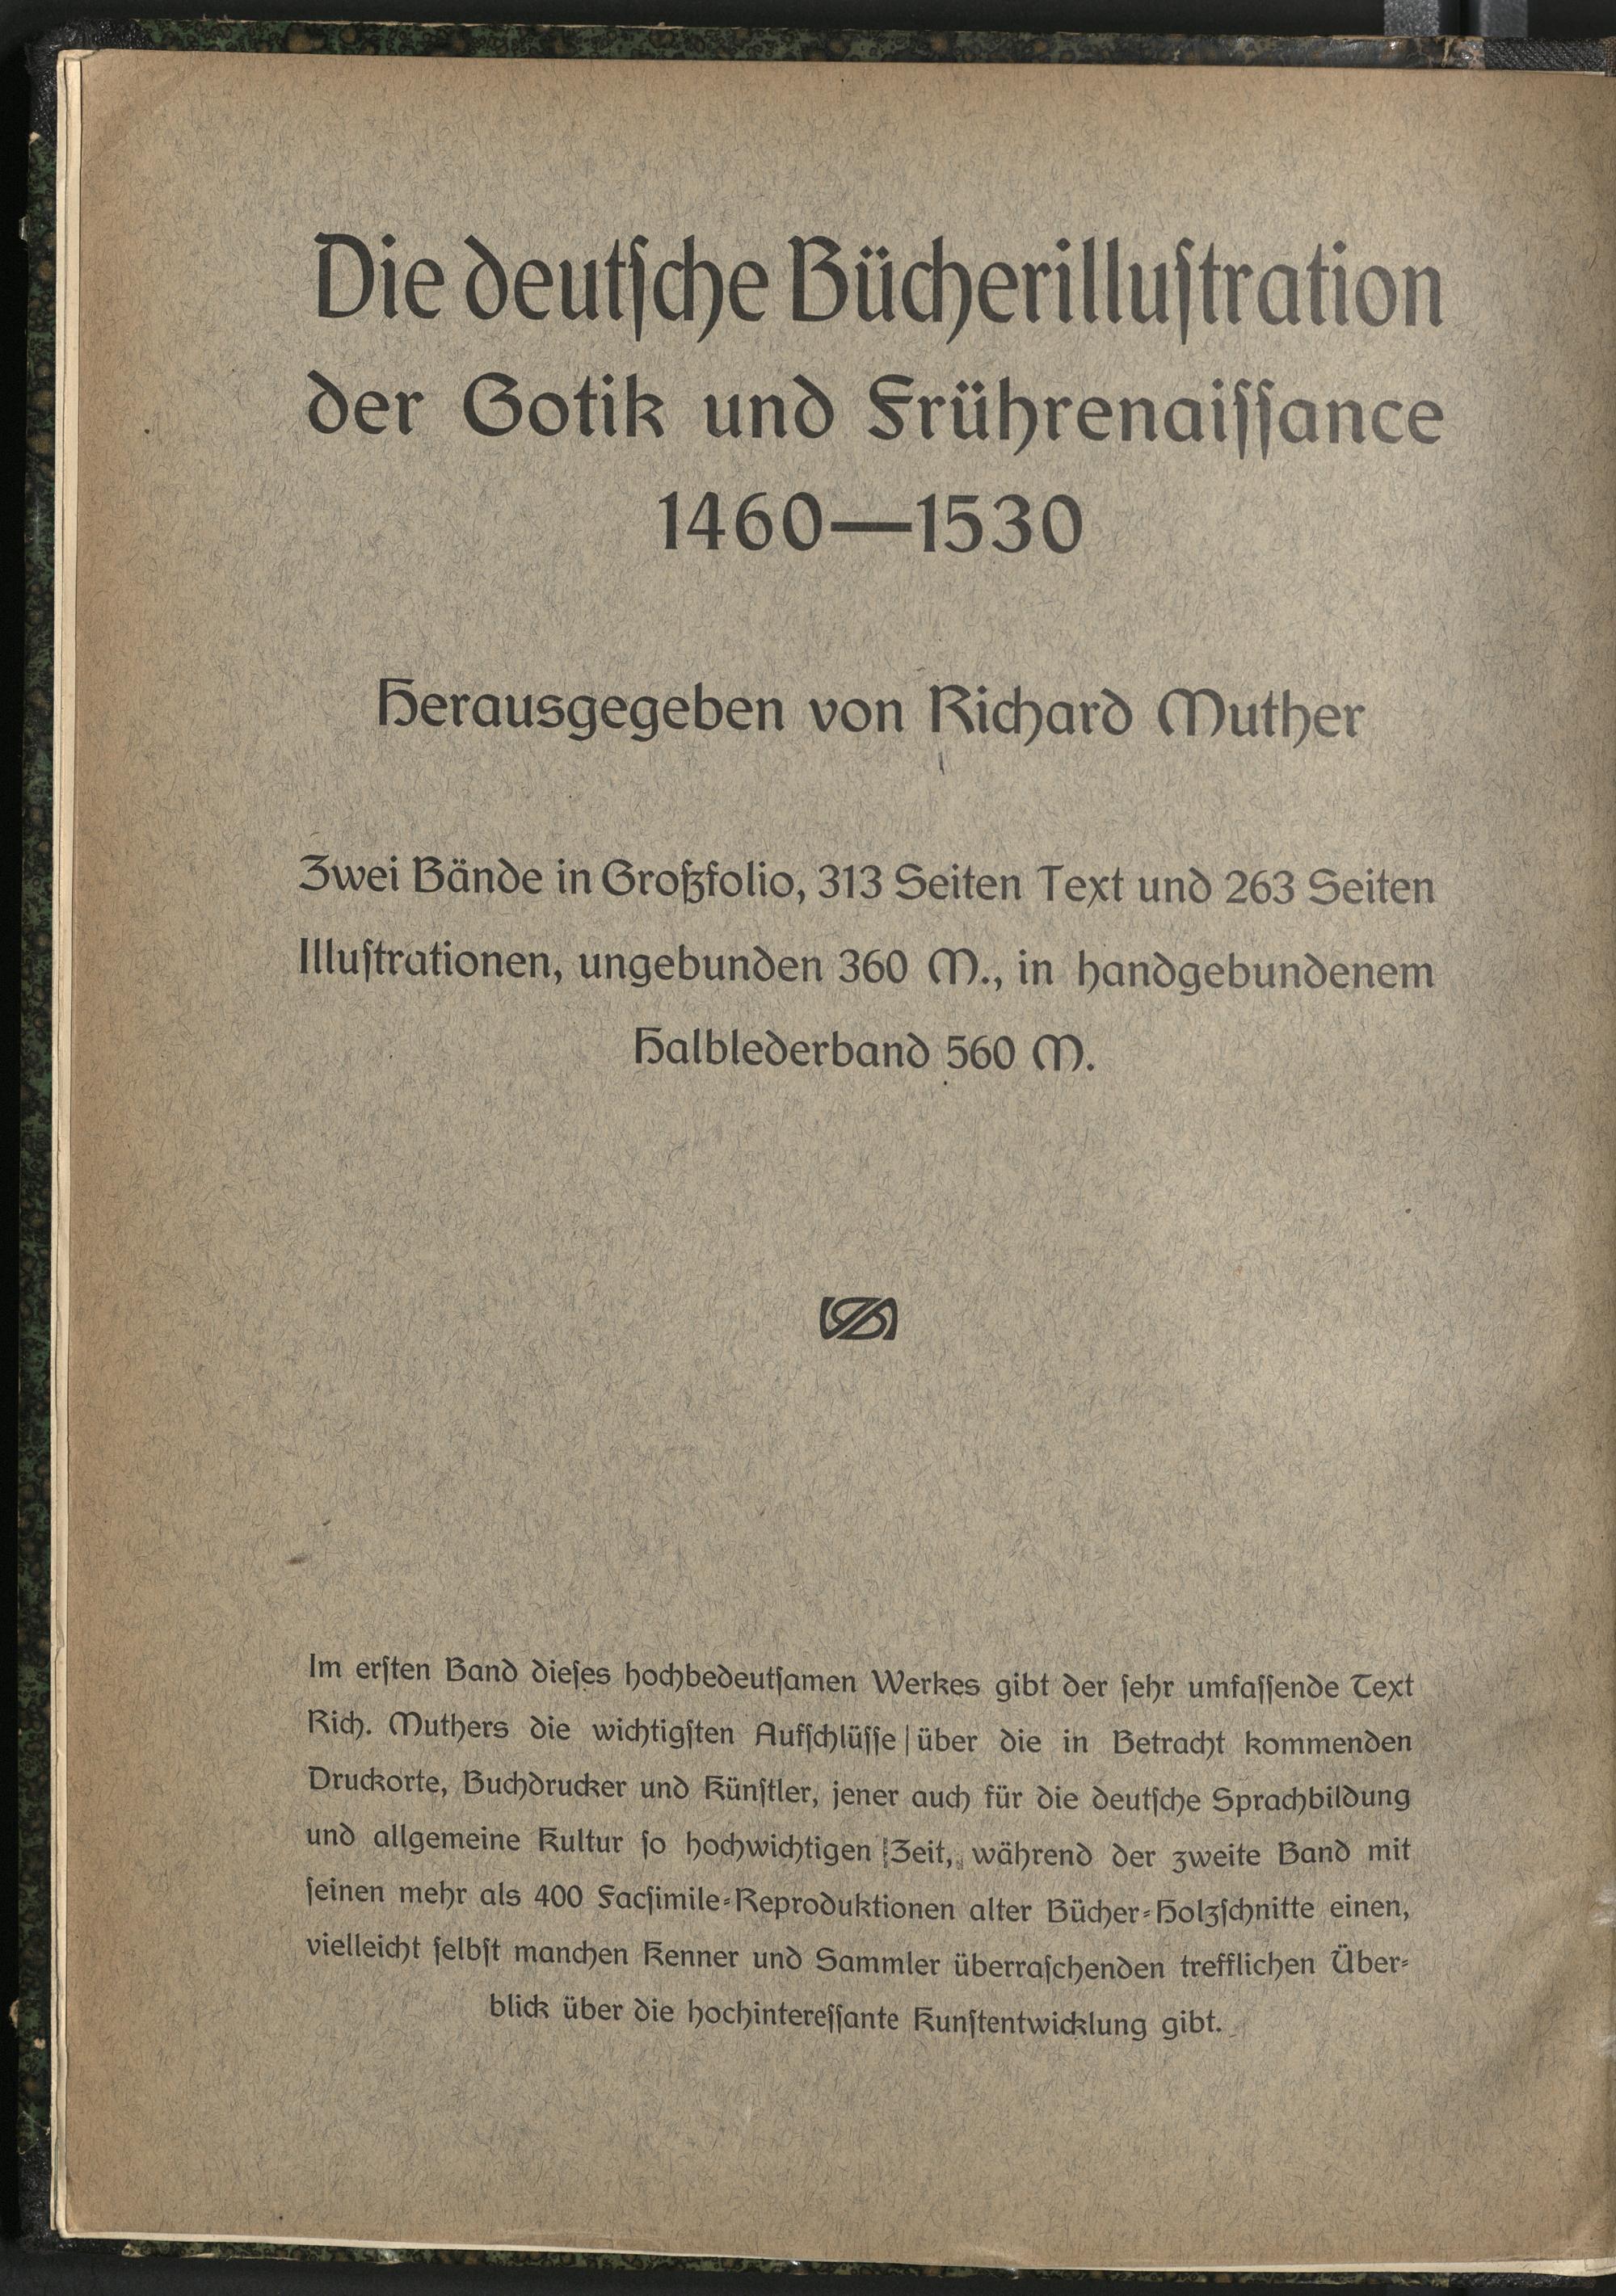 Die deutſche Bücherilluſtration
der Gotik und Frührenaiſſance
1460—1530
Herausgegeben von Richard Muther
Zwei Bände in Großfolio, 313 Seiten Text und 263 Seiten
Illuſtrationen, ungebunden 360 M., in handgebundenem
Halblederband 560 M.
Im erſten Band dieſes hochbedeutſamen Werkes gibt der ſehr umfaſſende Text
Rich. Muthers die wichtigſten Aufſchlüſſe über die in Betracht kommenden
Druckorte, Buchdrucker und Künſtler, jener auch für die deutſche Sprachbildung
und allgemeine Kultur ſo hochwichtigen Zeit, während der zweite Band mit
ſeinen mehr als 400 Facſimile-Reproduktionen alter Bücher-Holzſchnitte einen,
vielleicht ſelbſt manchen Kenner und Sammler überraſchenden trefflichen Über-
blick über die hochintereſſante Kunſtentwicklung gibt.